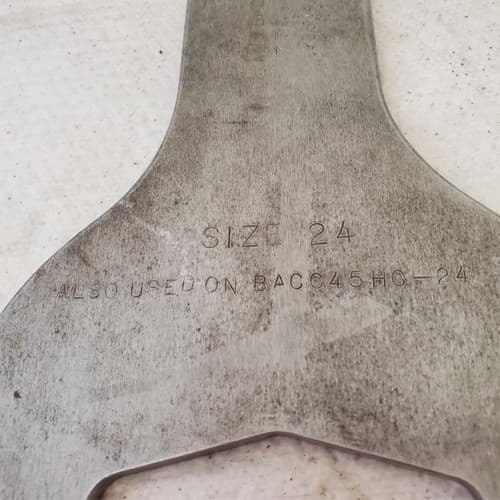 SIZE 24
ALSO USED ON BACC45HC-24